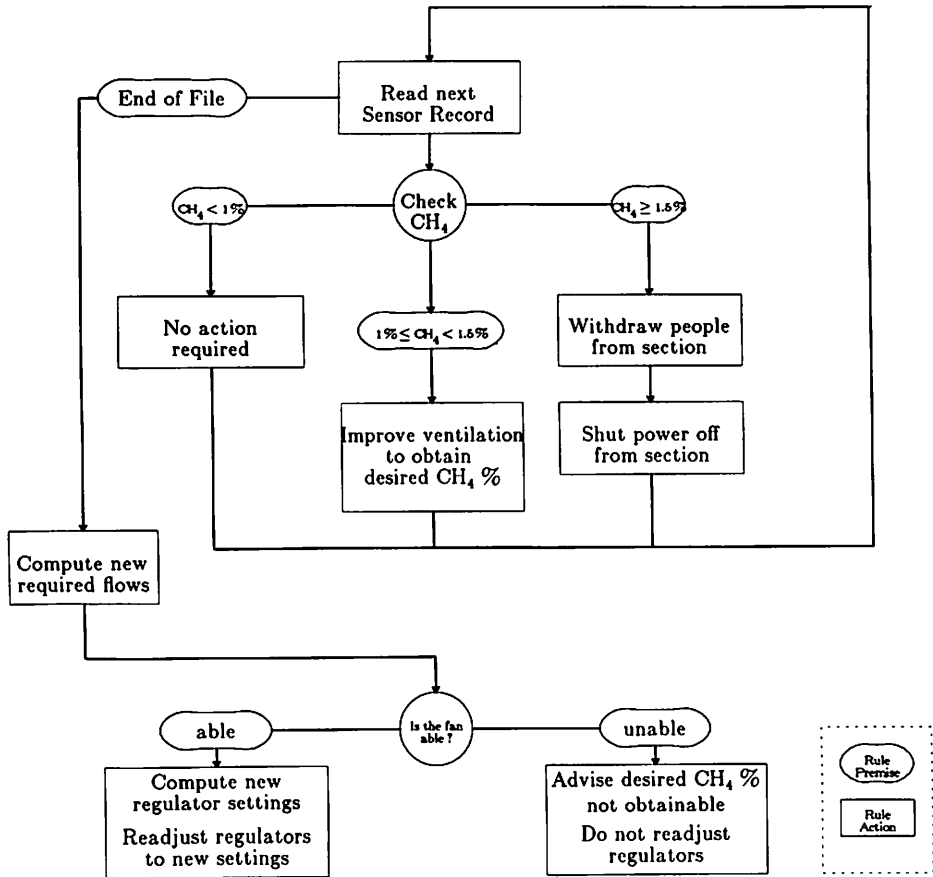 Read next
Sensor Record
End of File
Check
CH₄
CH₄ < 1%
CH₄ ≥ 1.5%
1% ≤ CH₄ < 1.5%
No action
required
Withdraw people
from section
Improve ventilation
to obtain
desired CH₄ %
Shut power off
from section
Compute new
required flows
Is the fan
able ?
able
unable
Compute new
regulator settings
Readjust regulators
to new settings
Advise desired CH₄ %
not obtainable
Do not readjust
regulators
Rule
Premise
Rule
Action